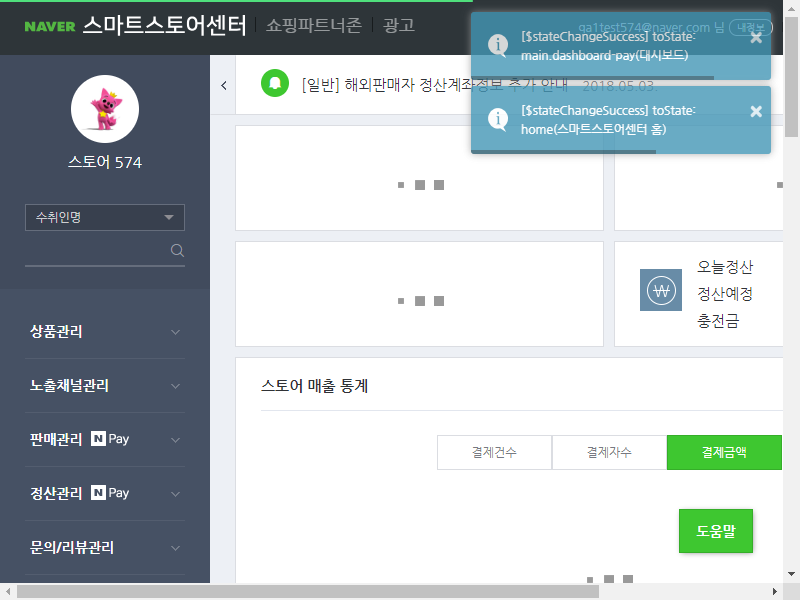 NAVER 스마트스토어센터 쇼핑파트너존 광고
qa1test574@naver.com 님 내정보
[$stateChangeSuccess] toState:
main.dashboard-pay(대시보드)
[$stateChangeSuccess] toState:
home(스마트스토어센터 홈)
[일반] 해외판매자 정산계좌정보 추가 안내 2018.05.03.
스토어 574
수취인명
상품관리
노출채널관리
판매관리 N Pay
정산관리 N Pay
문의/리뷰관리
오늘정산
정산예정
충전금
스토어 매출 통계
결제건수 결제자수 결제금액
도움말